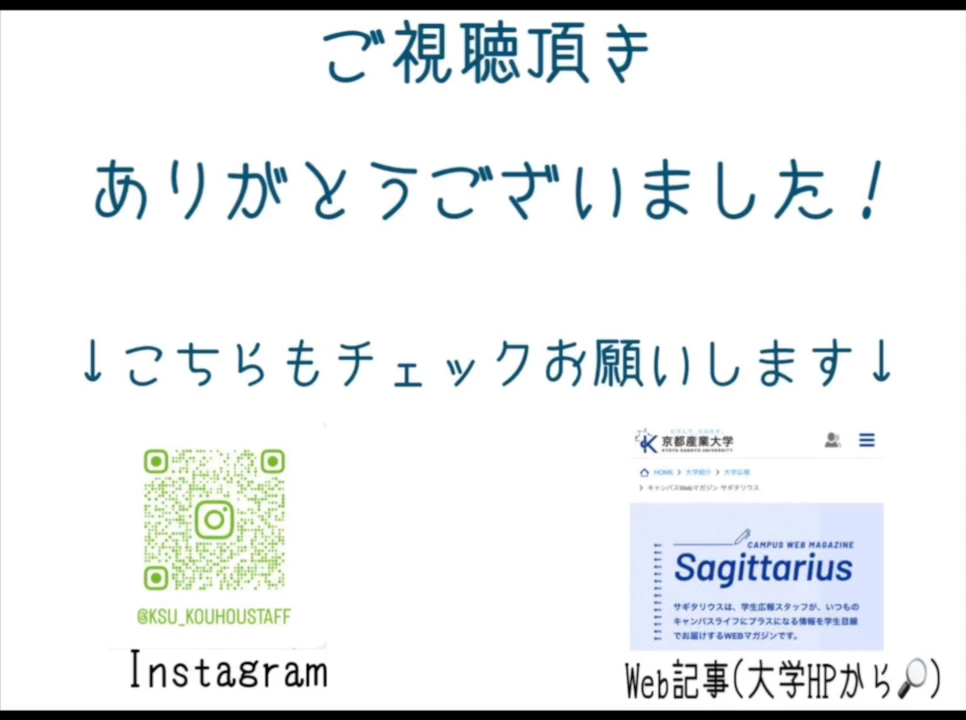 ご視聴頂き
ありがとうございました！
↓こちらもチェックお願いします↓
@KSU_KOUHOUSTAFF
Instagram
京都産業大学
KYOTO SANGYO UNIVERSITY
HOME > 大学紹介 > 大学広報
> キャンパスWebマガジン サギタリウス
CAMPUS WEB MAGAZINE
Sagittarius
サギタリウスは、学生広報スタッフが、いつもの
キャンパスライフにプラスになる情報を学生目線
でお届けするWEBマガジンです。
Web記事(大学HPから🔎)